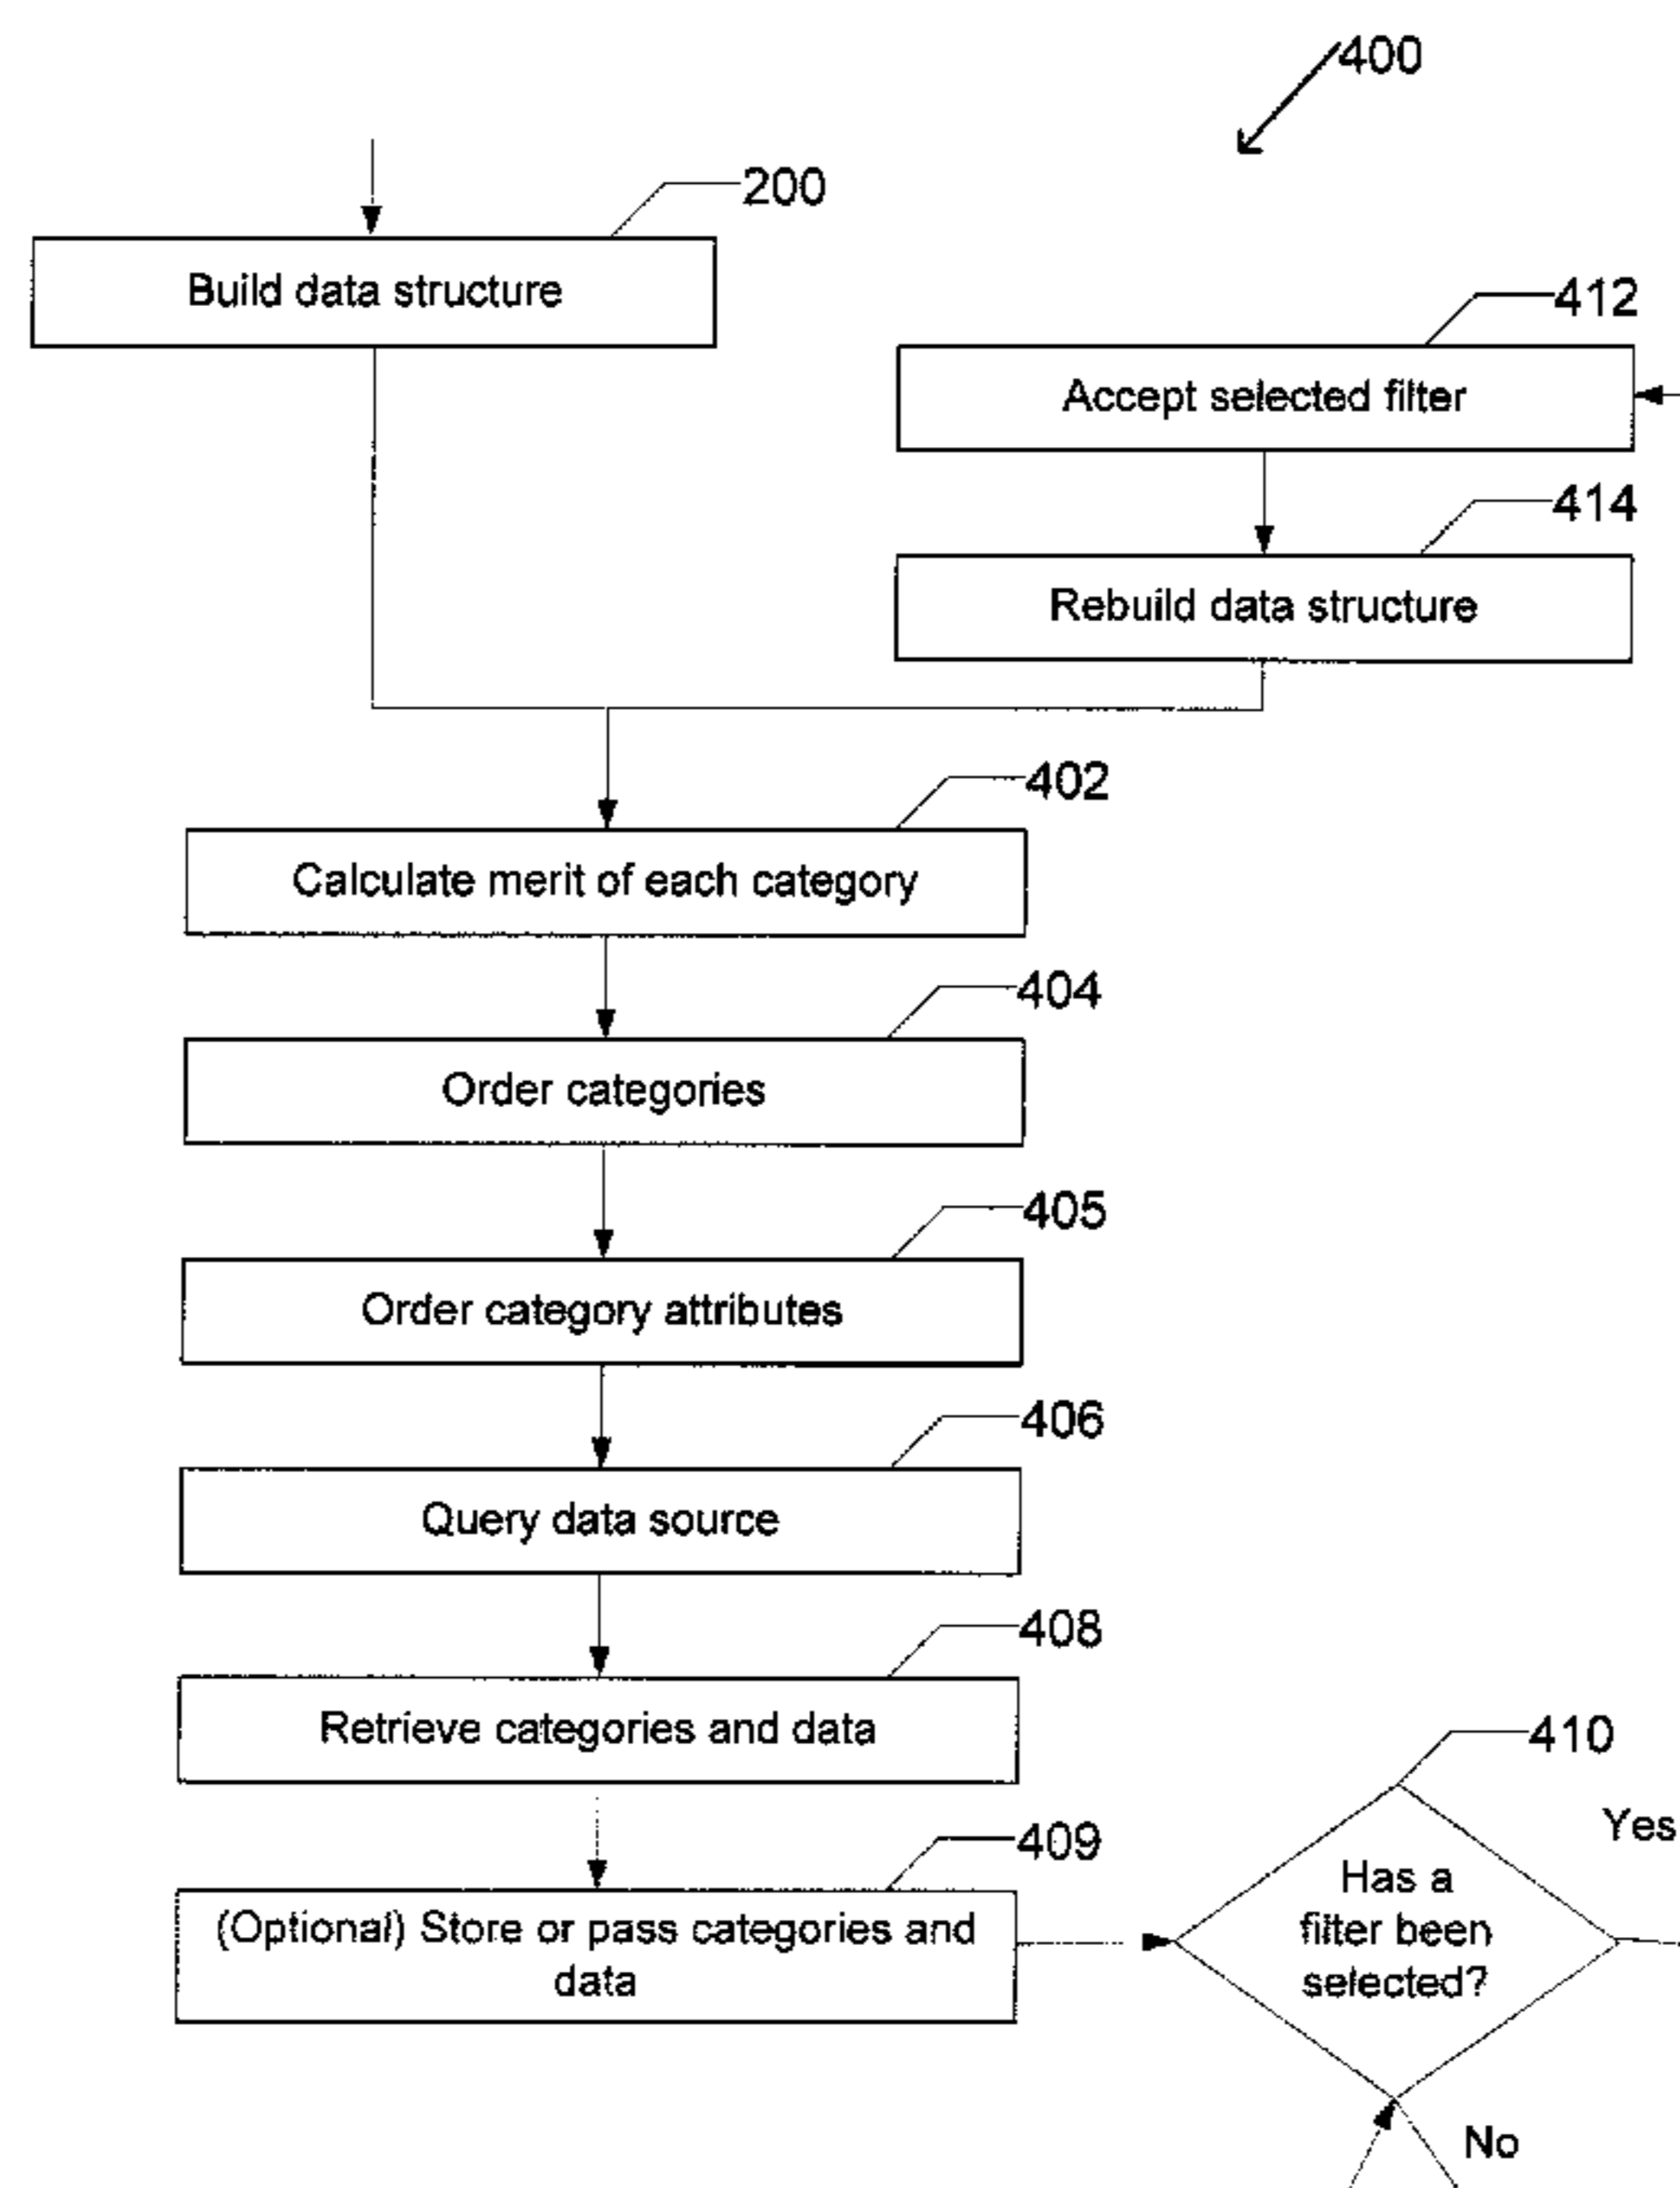 400
200
Build data structure
412
Accept selected filter
414
Rebuild data structure
402
Calculate merit of each category
404
Order categories
405
Order category attributes
406
Query data source
408
Retrieve categories and data
410
Yes
409
(Optional) Store or pass categories and
data
Has a
filter been
selected?
No